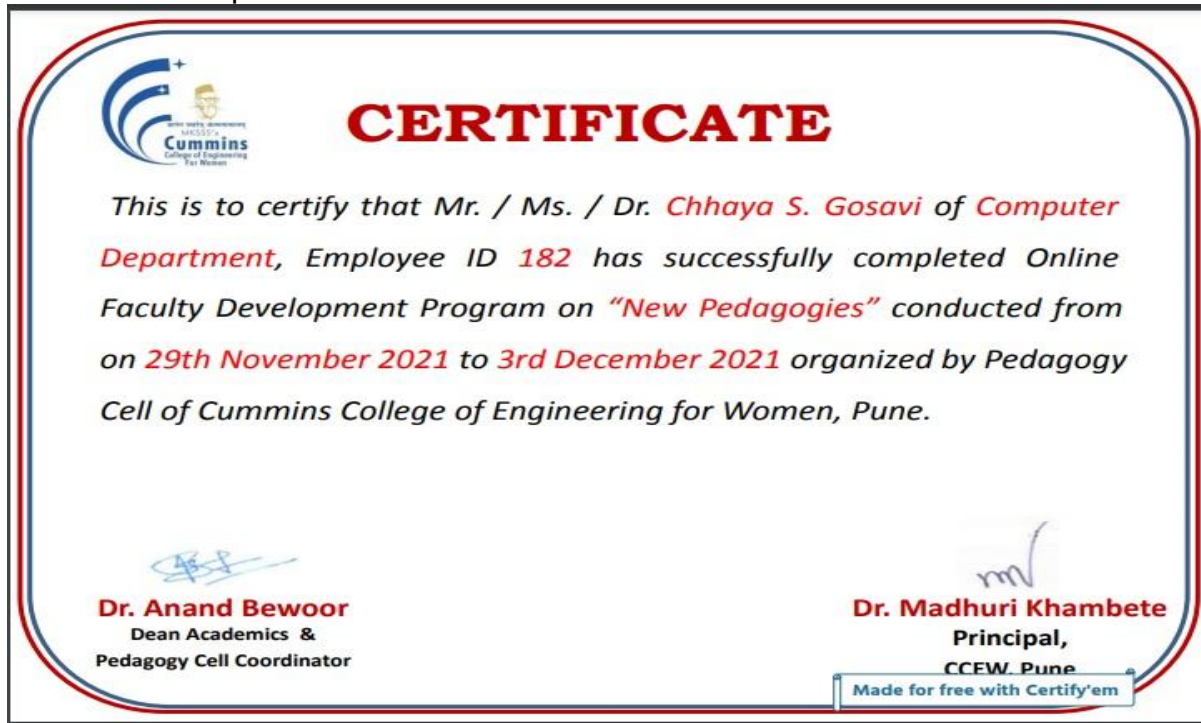 MKSSS's
Cummins
College of Engineering
For Women
CERTIFICATE
This is to certify that Mr. / Ms. / Dr. Chhaya S. Gosavi of Computer
Department, Employee ID 182 has successfully completed Online
Faculty Development Program on “New Pedagogies” conducted from
on 29th November 2021 to 3rd December 2021 organized by Pedagogy
Cell of Cummins College of Engineering for Women, Pune.
Dr. Anand Bewoor
Dean Academics &
Pedagogy Cell Coordinator
Dr. Madhuri Khambete
Principal,
CCEW, Pune
Made for free with Certify'em